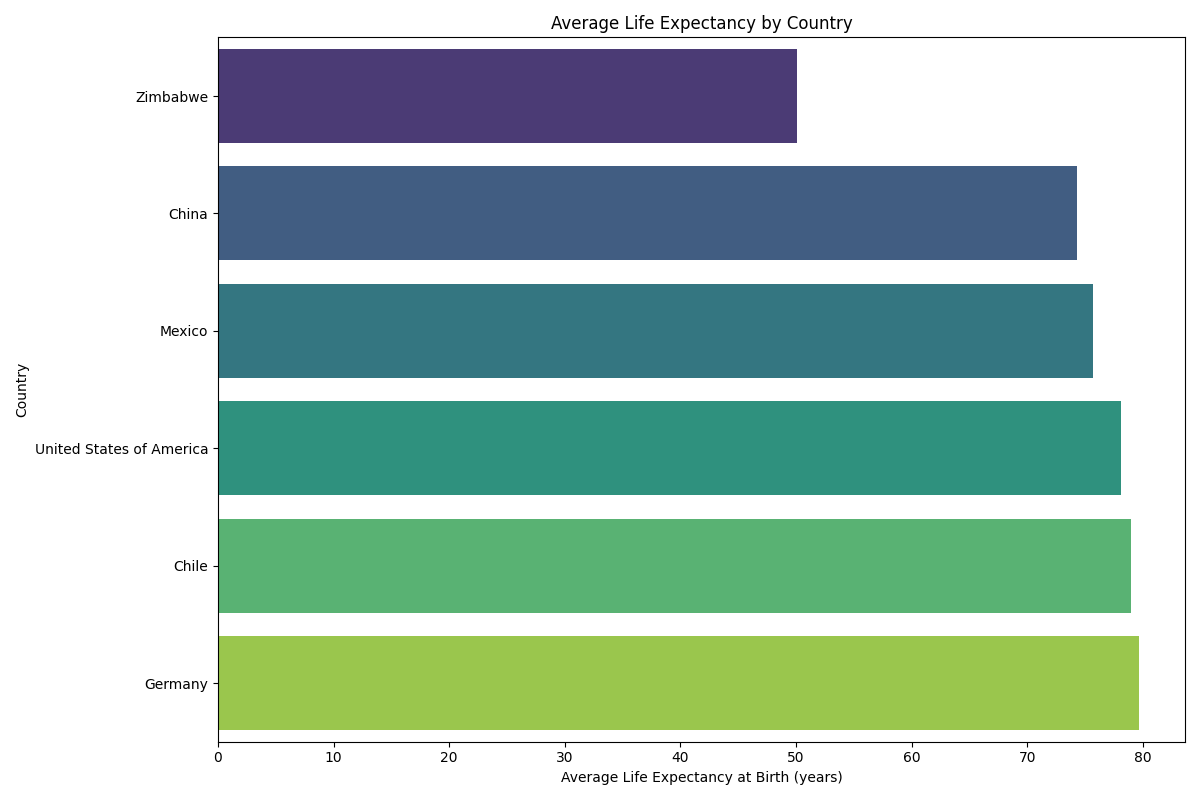 Average Life Expectancy by Country
Country
Zimbabwe
China
Mexico
United States of America
Chile
Germany
0 10 20 30 40 50 60 70 80
Average Life Expectancy at Birth (years)